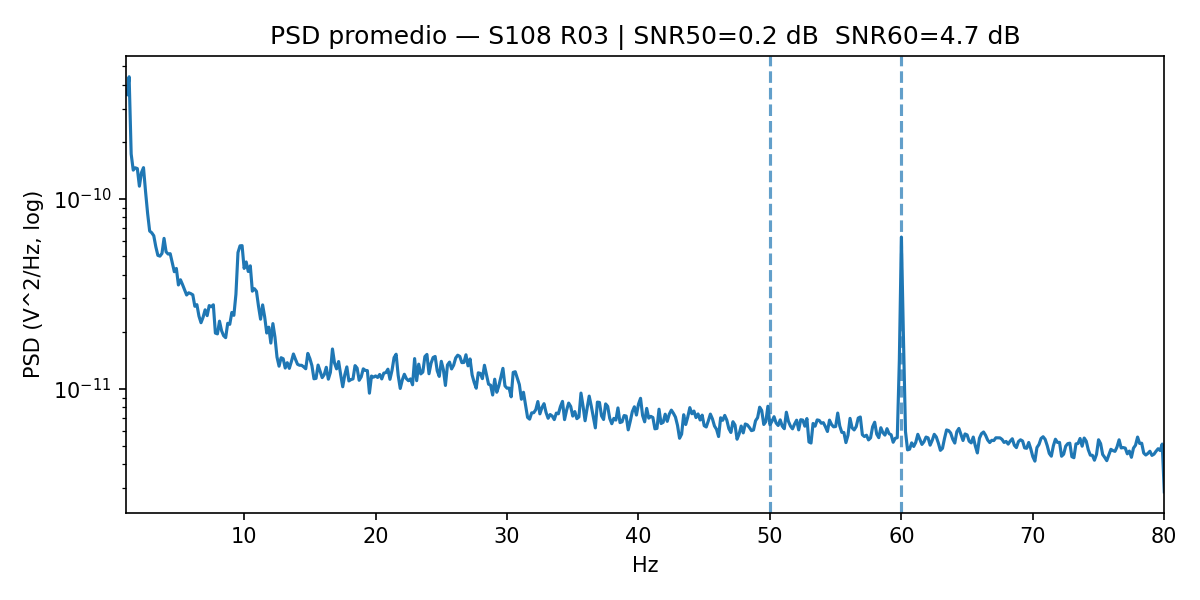 PSD promedio — S108 R03 | SNR50=0.2 dB  SNR60=4.7 dB
PSD (V^2/Hz, log)
10⁻¹⁰
10⁻¹¹
10 20 30 40 50 60 70 80
Hz